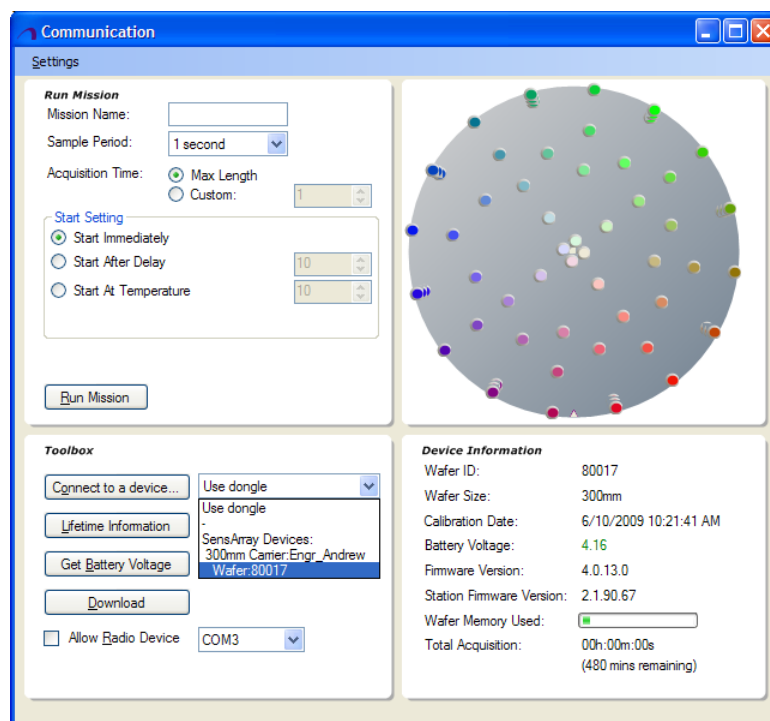 Communication
Settings
Run Mission
Mission Name:
Sample Period: 1 second
Acquisition Time: Max Length
Custom: 1
Start Setting
Start Immediately
Start After Delay 10
Start At Temperature 10
Run Mission
Toolbox
Connect to a device... Use dongle
Use dongle
-
SensArray Devices:
300mm Carrier:Engr_Andrew
Wafer:80017
Lifetime Information
Get Battery Voltage
Download
Allow Radio Device COM3
Device Information
Wafer ID: 80017
Wafer Size: 300mm
Calibration Date: 6/10/2009 10:21:41 AM
Battery Voltage: 4.16
Firmware Version: 4.0.13.0
Station Firmware Version: 2.1.90.67
Wafer Memory Used:
Total Acquisition: 00h:00m:00s
(480 mins remaining)